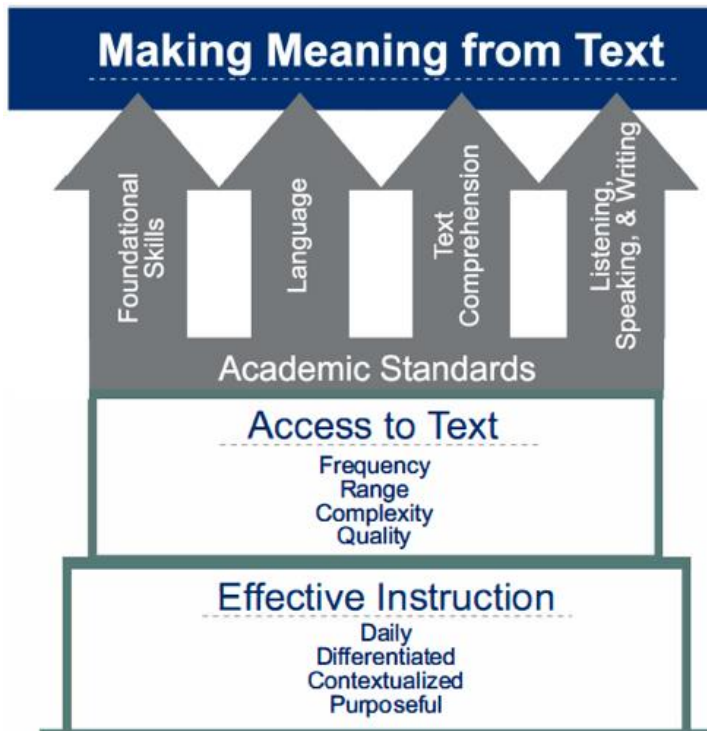 Making Meaning from Text
Foundational
Skills
Language
Text
Comprehension
Listening,
Speaking, & Writing
Academic Standards
Access to Text
Frequency
Range
Complexity
Quality
Effective Instruction
Daily
Differentiated
Contextualized
Purposeful